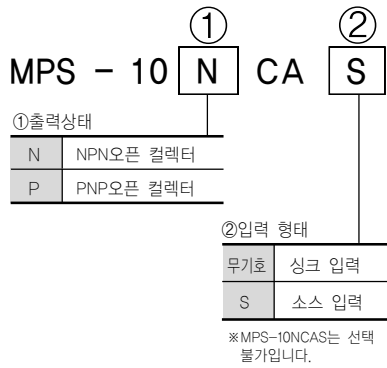 ① ②
MPS - 10 N CA S
①출력상태
N NPN오픈 컬렉터
P PNP오픈 컬렉터
②입력 형태
무기호 싱크 입력
S 소스 입력
※MPS-10NCAS는 선택
불가입니다.